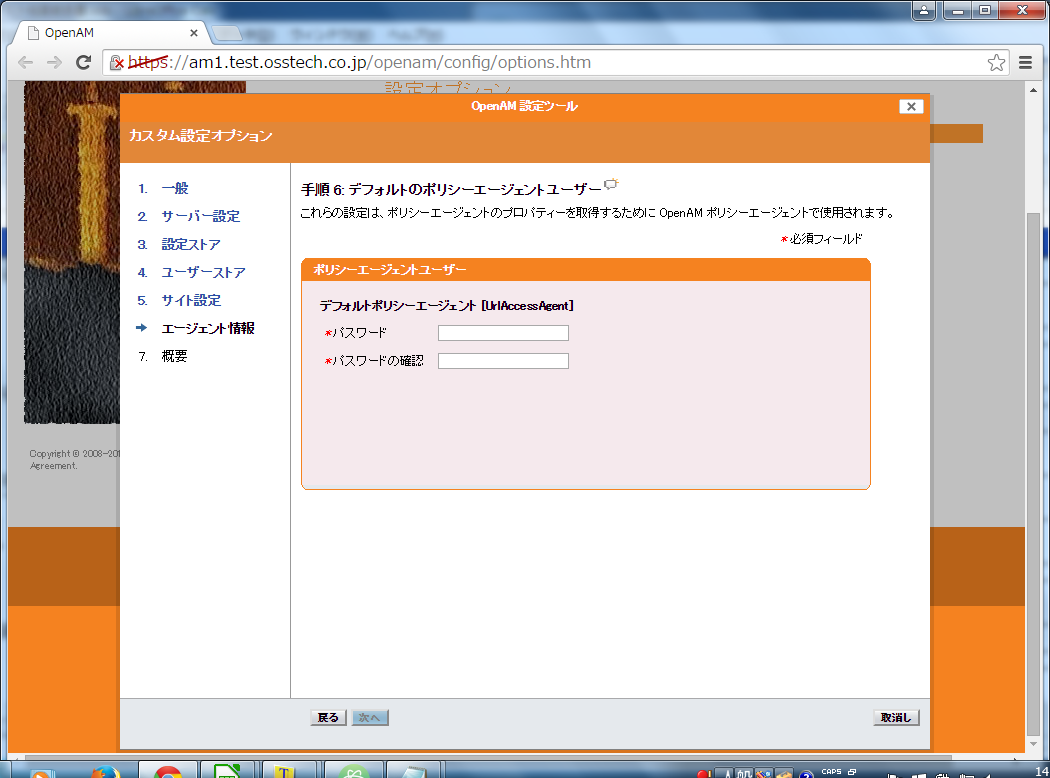 OpenAM
https://am1.test.osstech.co.jp/openam/config/options.htm
設定オプション
OpenAM 設定ツール
カスタム設定オプション
1. 一般
2. サーバー設定
3. 設定ストア
4. ユーザーストア
5. サイト設定
エージェント情報
7. 概要
手順 6: デフォルトのポリシーエージェントユーザー
これらの設定は、ポリシーエージェントのプロパティーを取得するために OpenAM ポリシーエージェントで使用されます。
*必須フィールド
ポリシーエージェントユーザー
デフォルトポリシーエージェント [UrlAccessAgent]
*パスワード
*パスワードの確認
Copyright © 2008-201
Agreement.
戻る
次へ
取消し
CAPS
14